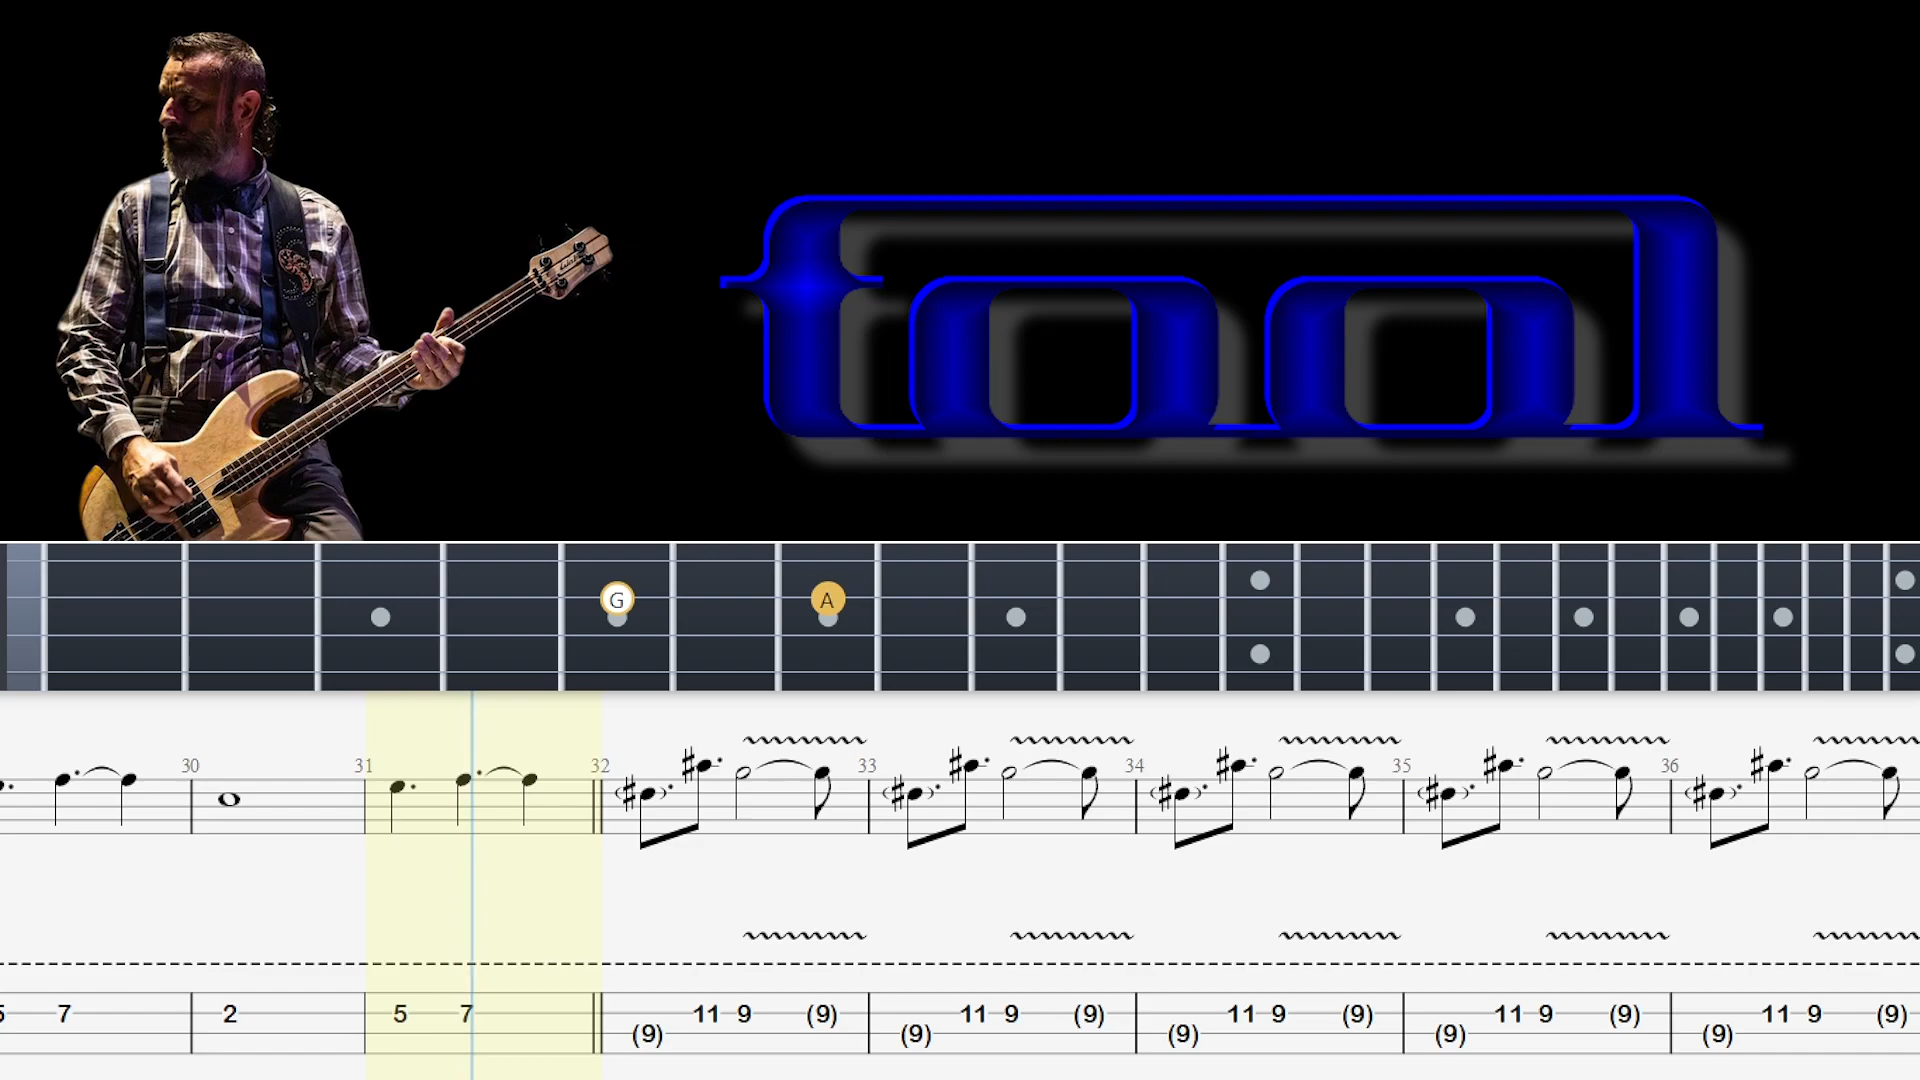 tool
G A
30 31 32 33 34 35 36
5 7 2 5 7 11 9 (9) 11 9 (9) 11 9 (9) 11 9 (9) 11 9 (9)
(9) (9) (9) (9) (9)